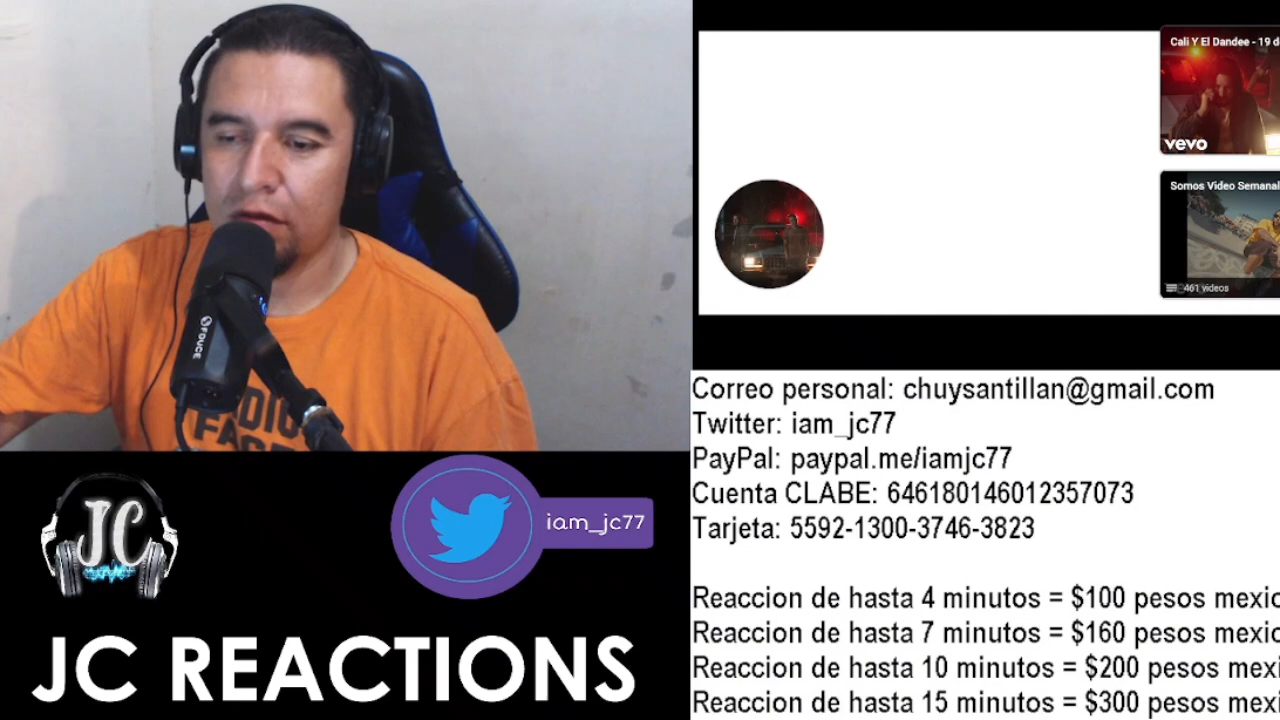 Cali Y El Dandee - 19 d
vevo
Somos Video Semanal
461 videos
FOUCE
Correo personal: chuysantillan@gmail.com
Twitter: iam_jc77
PayPal: paypal.me/iamjc77
Cuenta CLABE: 646180146012357073
Tarjeta: 5592-1300-3746-3823
JC
iam_jc77
JC REACTIONS
Reaccion de hasta 4 minutos = $100 pesos mexic
Reaccion de hasta 7 minutos = $160 pesos mexic
Reaccion de hasta 10 minutos = $200 pesos mexi
Reaccion de hasta 15 minutos = $300 pesos mexi